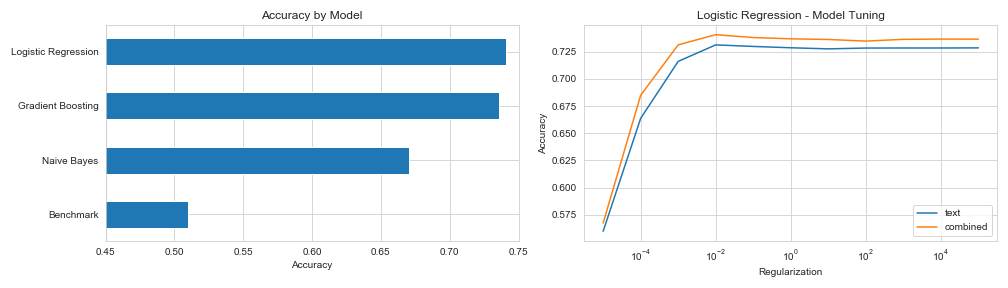 Accuracy by Model
Logistic Regression
Gradient Boosting
Naive Bayes
Benchmark
0.45 0.50 0.55 0.60 0.65 0.70 0.75
Accuracy
Logistic Regression - Model Tuning
Accuracy
0.725
0.700
0.675
0.650
0.625
0.600
0.575
text
combined
10⁻⁴ 10⁻² 10⁰ 10² 10⁴
Regularization